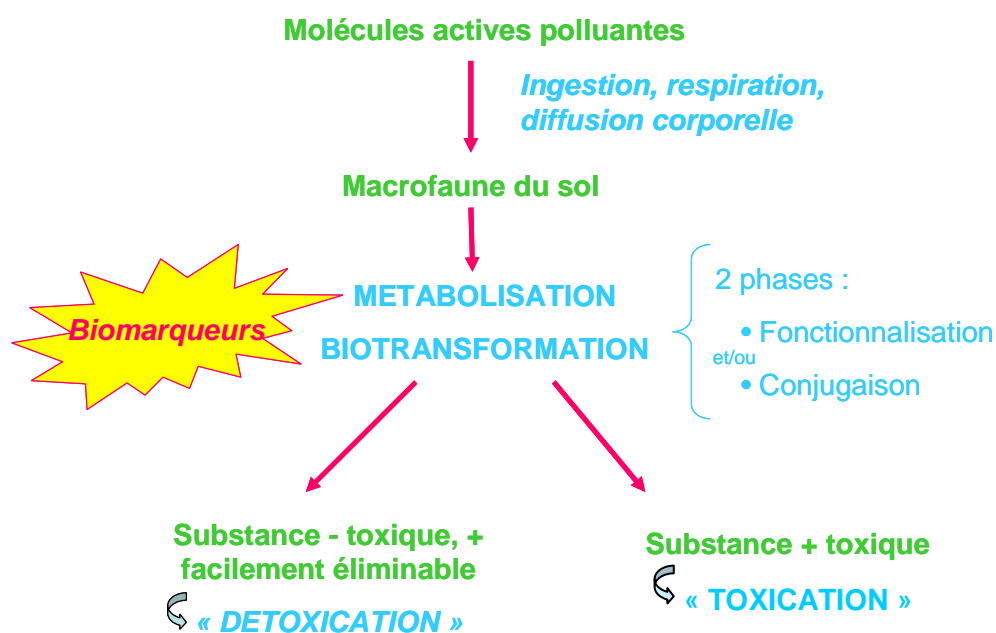 Molécules actives polluantes
Ingestion, respiration,
diffusion corporelle
Macrofaune du sol
Biomarqueurs
METABOLISATION
BIOTRANSFORMATION
2 phases :
• Fonctionnalisation
et/ou
• Conjugaison
Substance - toxique, +
facilement éliminable
« DETOXICATION »
Substance + toxique
« TOXICATION »